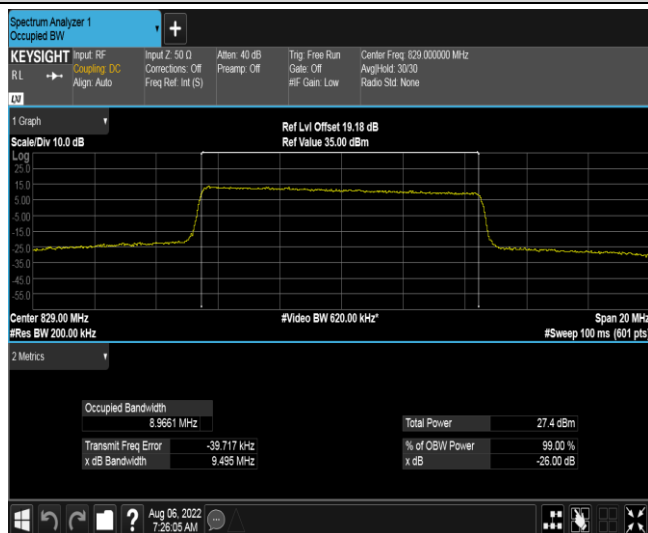 Spectrum Analyzer 1
Occupied BW
+
KEYSIGHT
RL
LXI
Input: RF
Coupling: DC
Align: Auto
Input Z: 50 Ω
Corrections: Off
Freq Ref: Int (S)
Atten: 40 dB
Preamp: Off
Trig: Free Run
Gate: Off
#IF Gain: Low
Center Freq: 829.000000 MHz
Avg|Hold: 30/30
Radio Std: None
1 Graph
Scale/Div 10.0 dB
Ref Lvl Offset 19.18 dB
Ref Value 35.00 dBm
Log
25.0
15.0
5.00
-5.00
-15.0
-25.0
-35.0
-45.0
-55.0
Center 829.00 MHz
#Res BW 200.00 kHz
#Video BW 620.00 kHz*
Span 20 MHz
#Sweep 100 ms (601 pts)
2 Metrics
Occupied Bandwidth
8.9661 MHz
Transmit Freq Error -39.717 kHz
x dB Bandwidth 9.495 MHz
Total Power 27.4 dBm
% of OBW Power 99.00 %
x dB -26.00 dB
?
Aug 06, 2022
7:26:05 AM